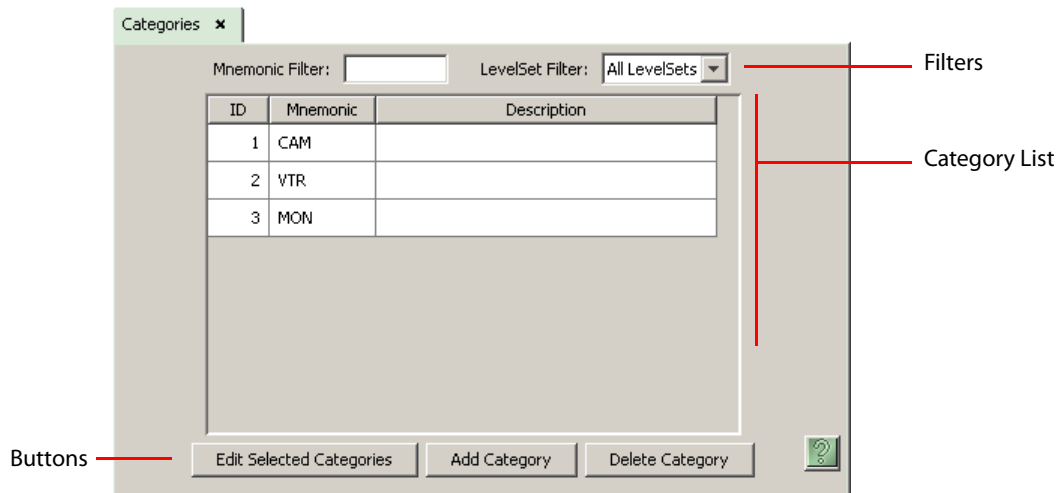 Categories ×
Mnemonic Filter: LevelSet Filter: All LevelSets
Filters
ID Mnemonic Description
1 CAM
2 VTR
3 MON
Category List
Buttons
Edit Selected Categories Add Category Delete Category ?